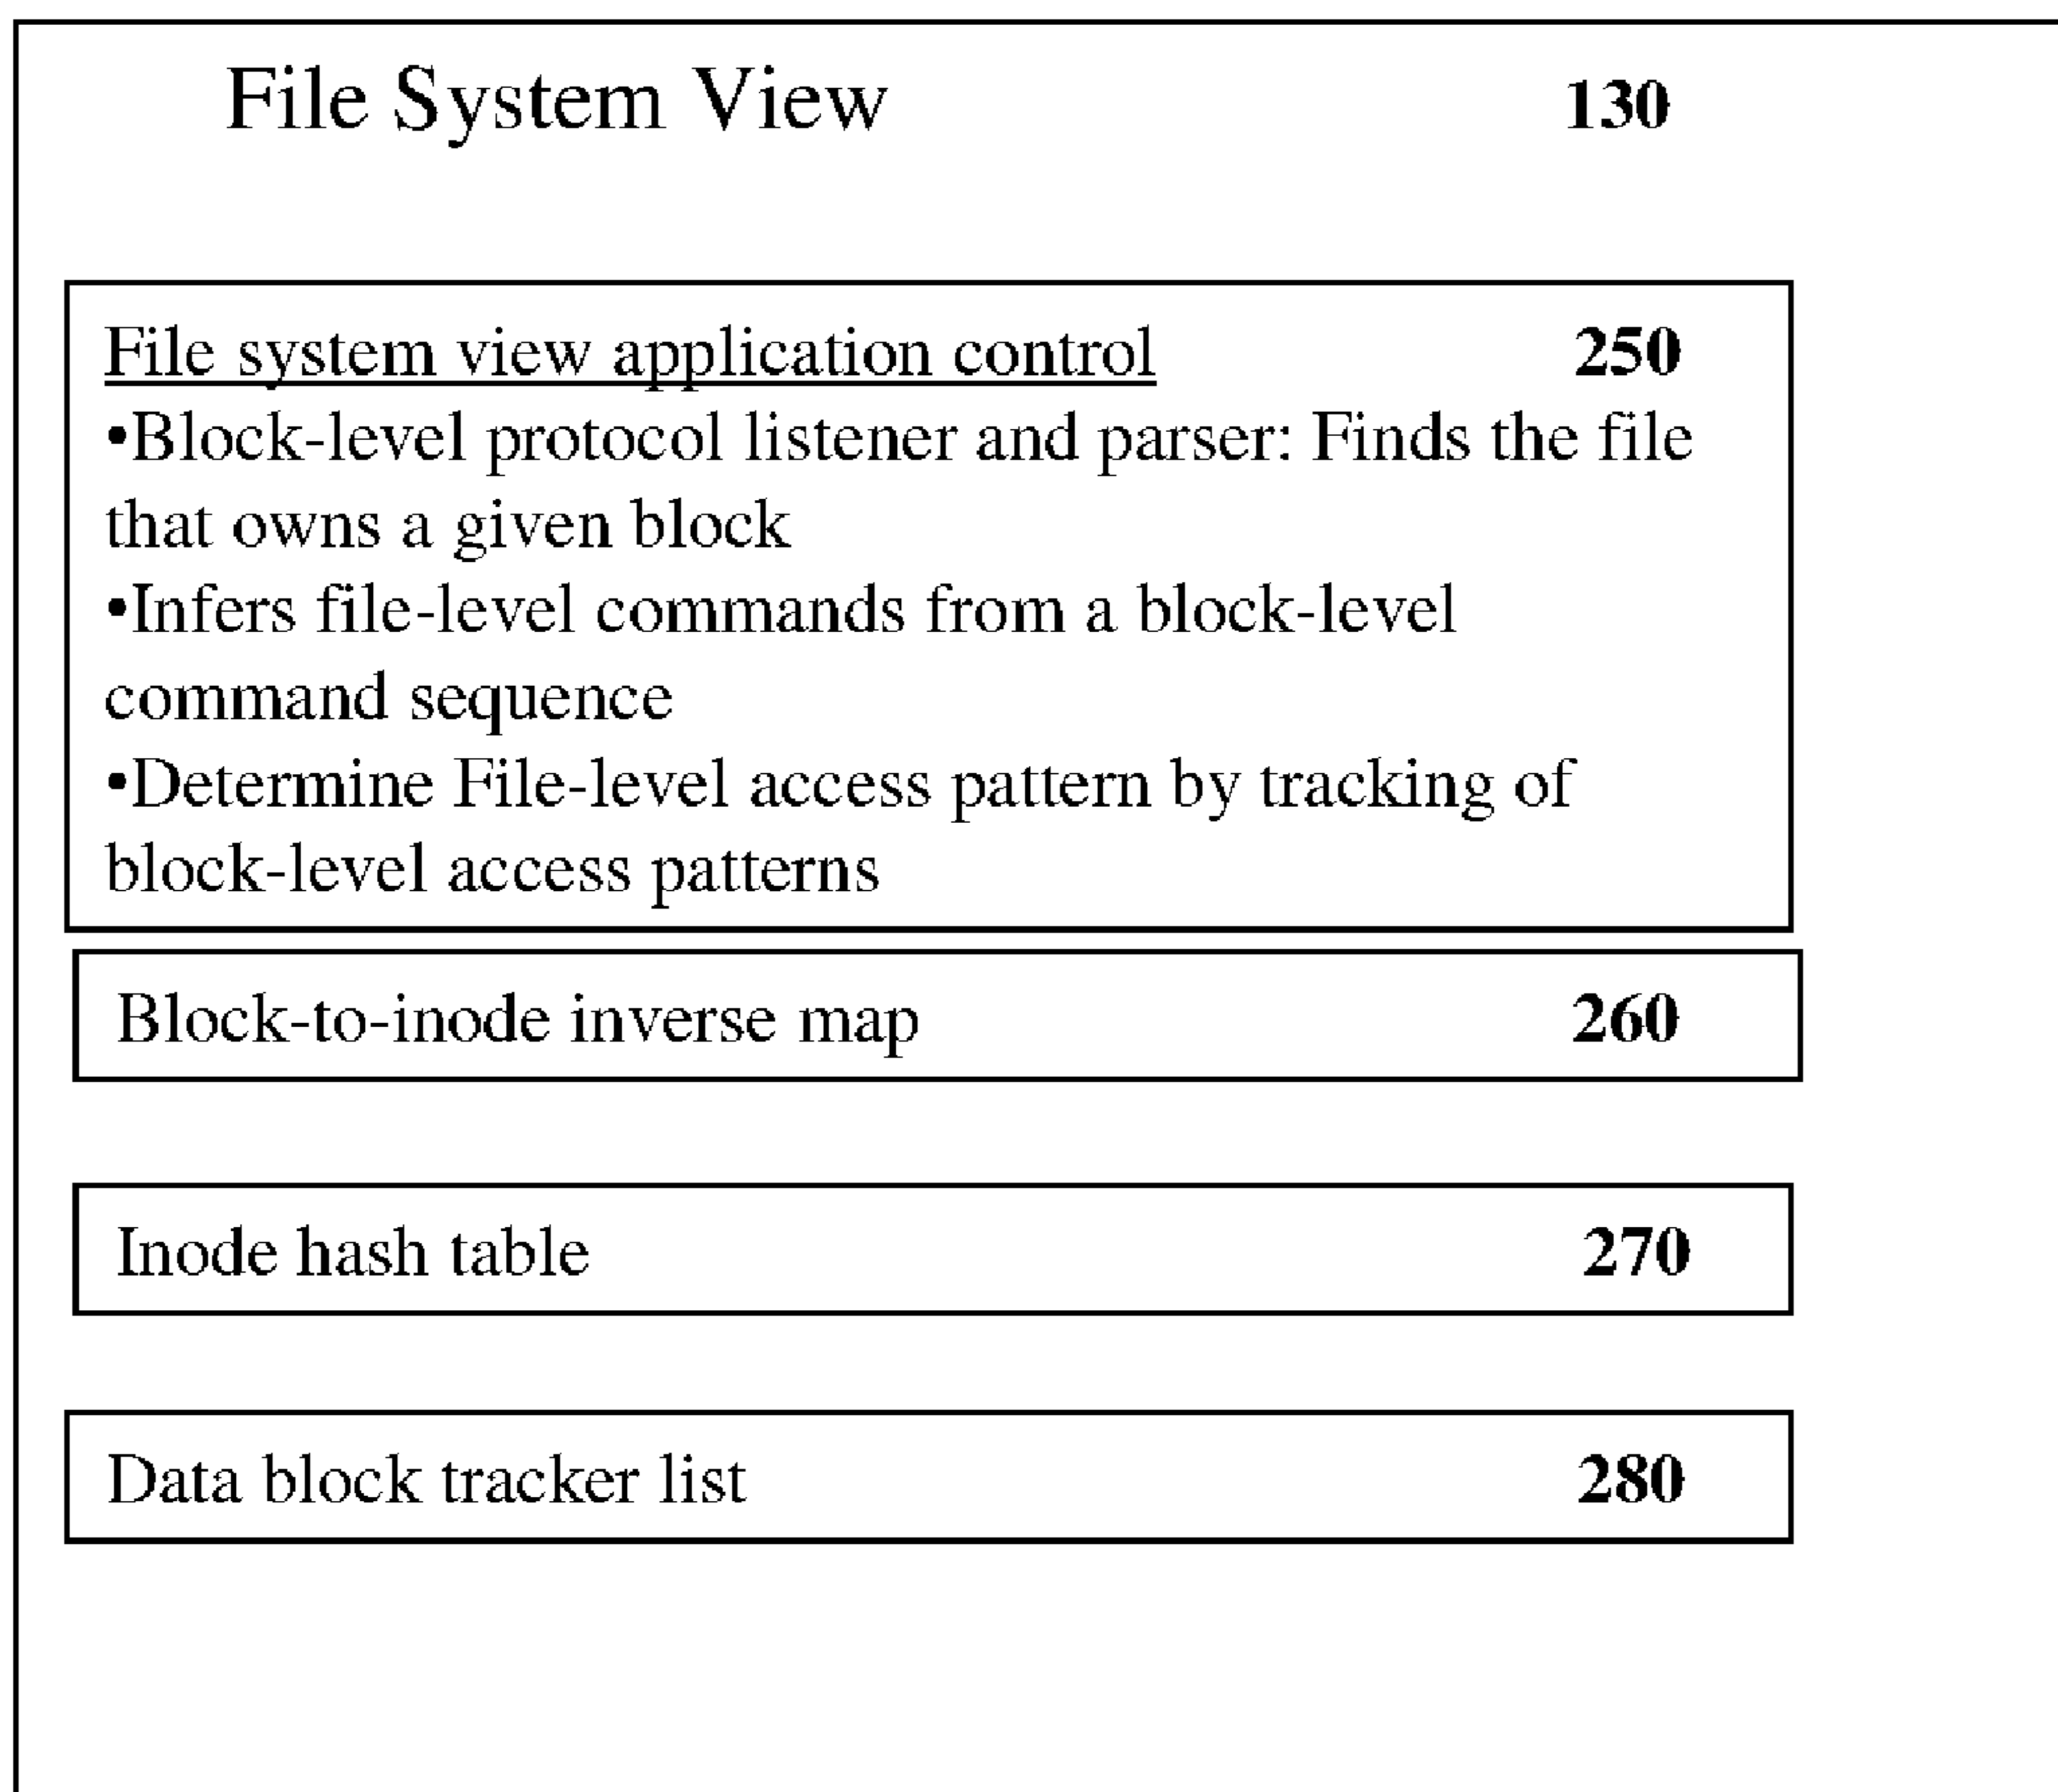 File System View 130
File system view application control 250
•Block-level protocol listener and parser: Finds the file
that owns a given block
•Infers file-level commands from a block-level
command sequence
•Determine File-level access pattern by tracking of
block-level access patterns
Block-to-inode inverse map 260
Inode hash table 270
Data block tracker list 280